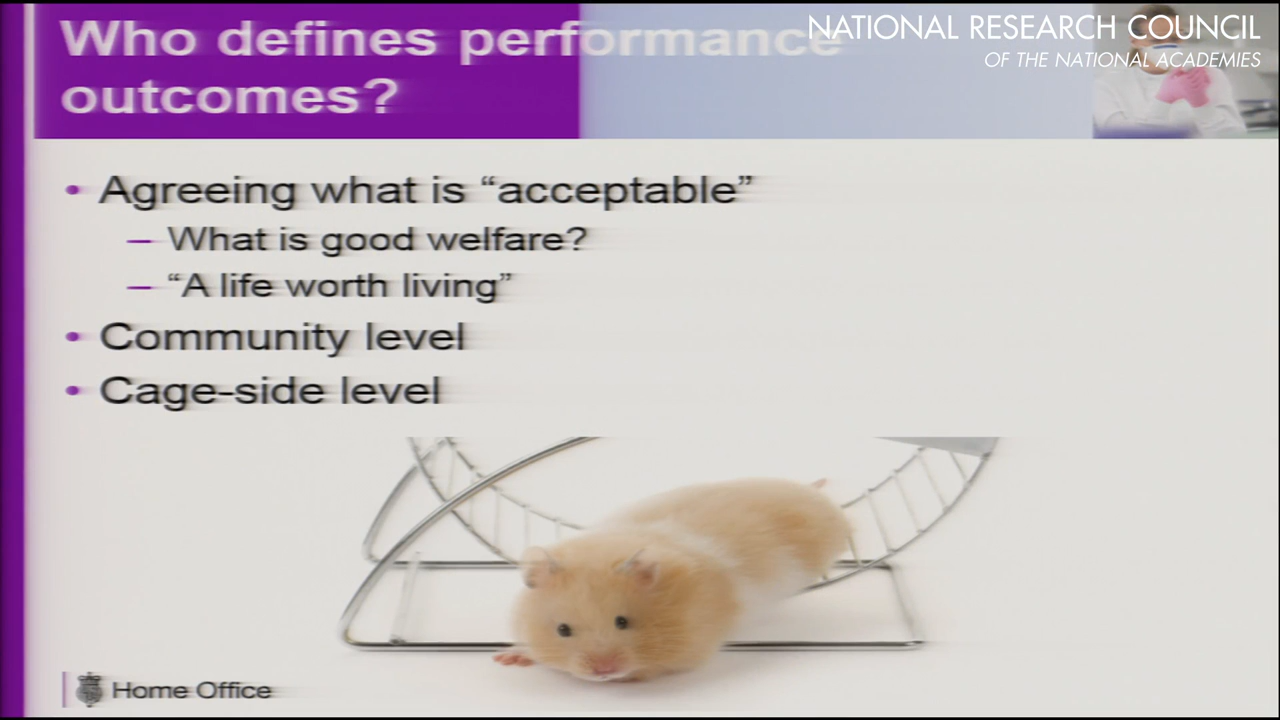 Who defines performance
outcomes?
NATIONAL RESEARCH COUNCIL
OF THE NATIONAL ACADEMIES
• Agreeing what is “acceptable”
– What is good welfare?
– “A life worth living”
• Community level
• Cage-side level
Home Office